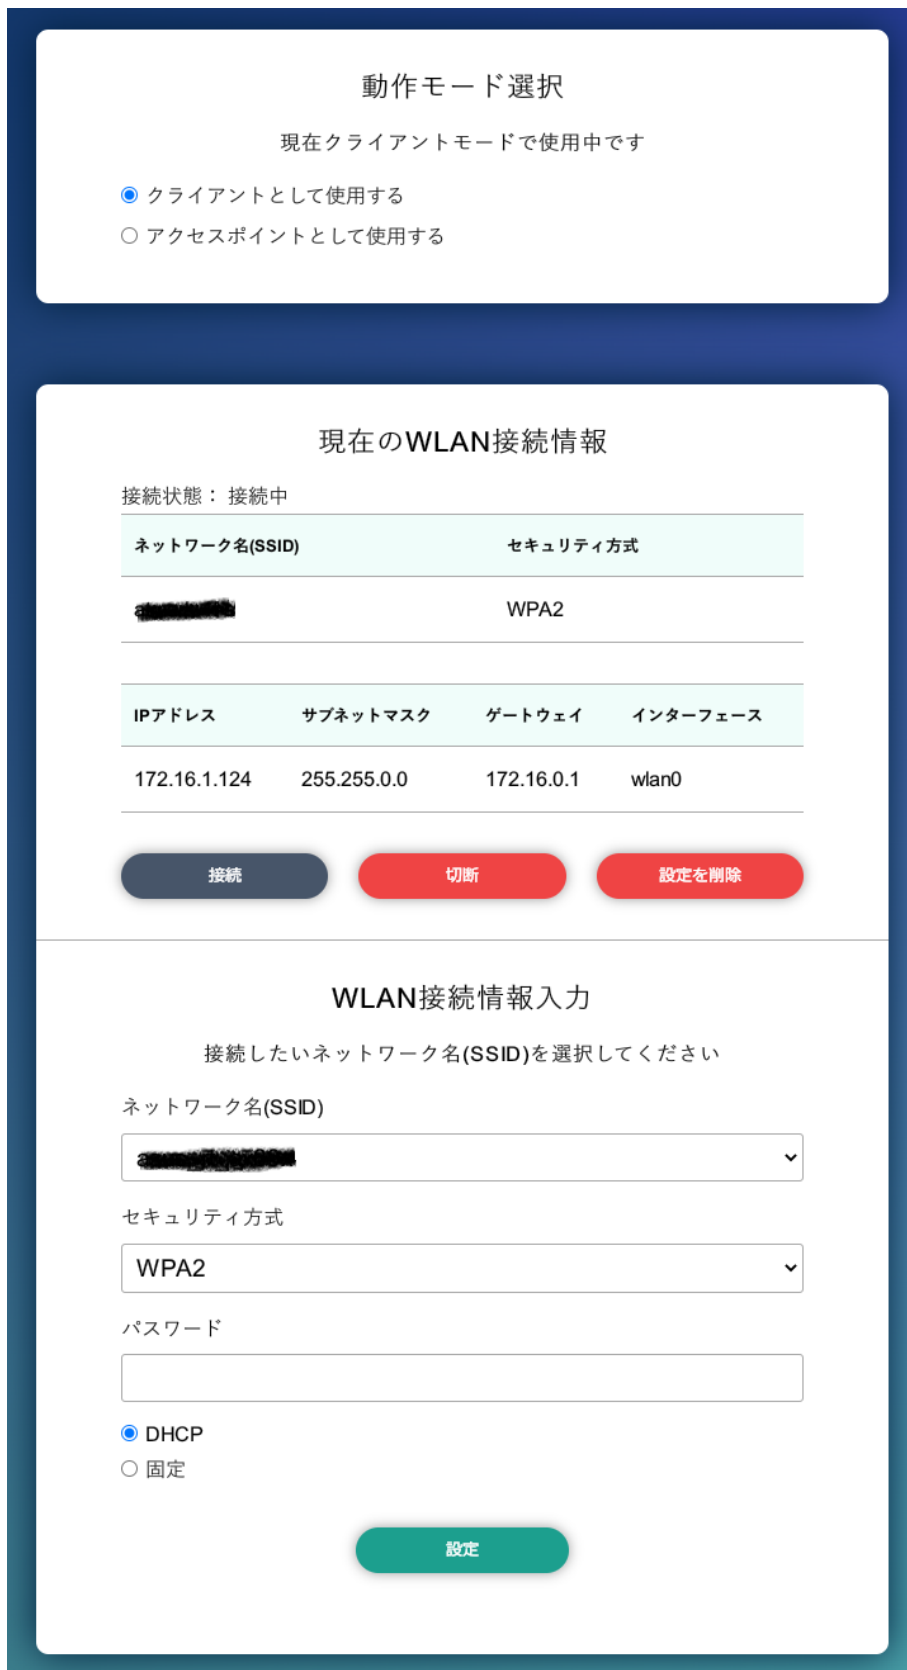 動作モード選択
現在クライアントモードで使用中です
クライアントとして使用する
アクセスポイントとして使用する
現在のWLAN接続情報
接続状態： 接続中
ネットワーク名(SSID) セキュリティ方式
WPA2
IPアドレス サブネットマスク ゲートウェイ インターフェース
172.16.1.124 255.255.0.0 172.16.0.1 wlan0
接続 切断 設定を削除
WLAN接続情報入力
接続したいネットワーク名(SSID)を選択してください
ネットワーク名(SSID)
セキュリティ方式
WPA2
パスワード
DHCP
固定
設定